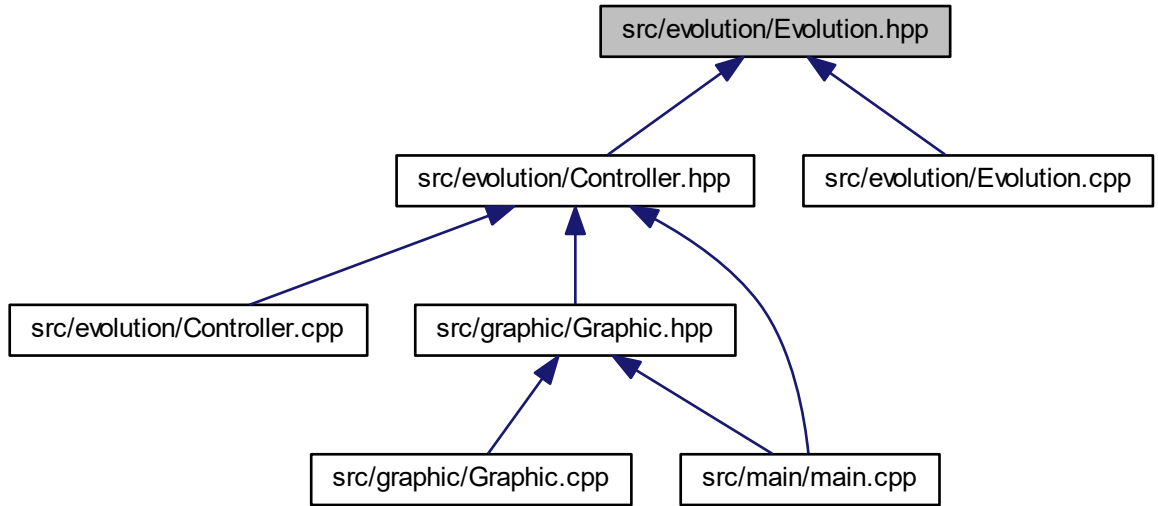 src/evolution/Evolution.hpp
src/evolution/Controller.hpp
src/evolution/Evolution.cpp
src/evolution/Controller.cpp
src/graphic/Graphic.hpp
src/graphic/Graphic.cpp
src/main/main.cpp